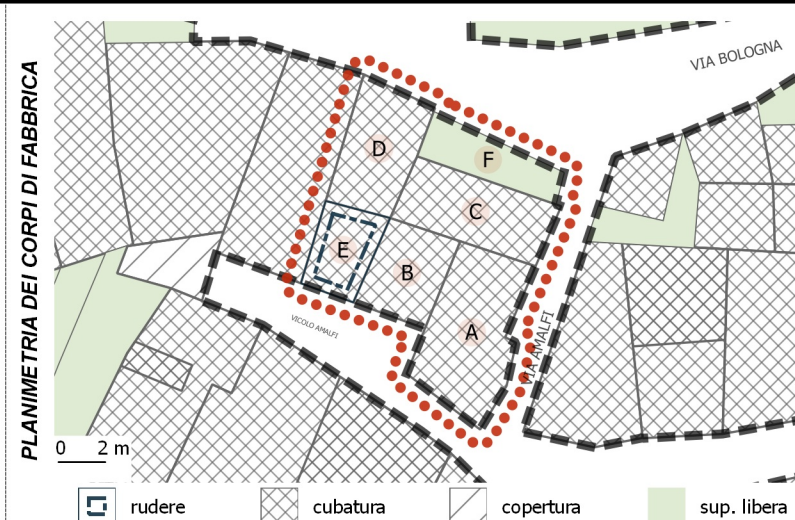 PLANIMETRIA DEI CORPI DI FABBRICA
VIA BOLOGNA
D
F
C
E
B
A
VICOLO AMALFI
VIA AMALFI
0 2 m
rudere
cubatura
copertura
sup. libera